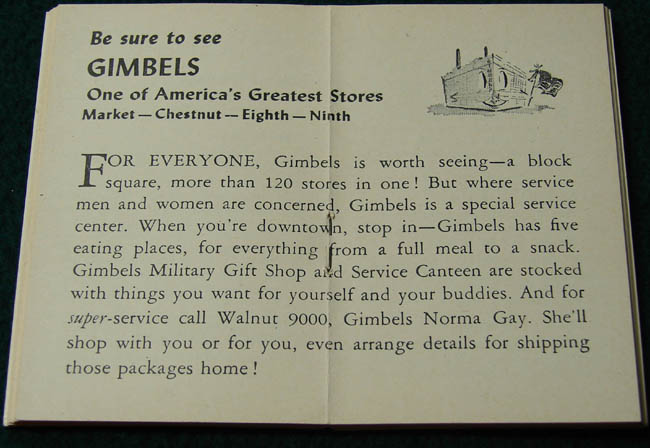 Be sure to see
GIMBELS
One of America's Greatest Stores
Market — Chestnut — Eighth — Ninth
FOR EVERYONE, Gimbels is worth seeing—a block
square, more than 120 stores in one! But where service
men and women are concerned, Gimbels is a special service
center. When you're downtown, stop in—Gimbels has five
eating places, for everything from a full meal to a snack.
Gimbels Military Gift Shop and Service Canteen are stocked
with things you want for yourself and your buddies. And for
super-service call Walnut 9000, Gimbels Norma Gay. She'll
shop with you or for you, even arrange details for shipping
those packages home!